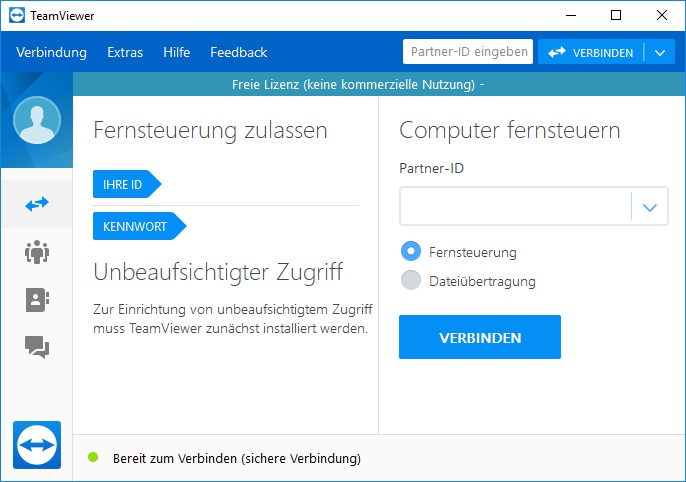 TeamViewer
Verbindung Extras Hilfe Feedback Partner-ID eingeben VERBINDEN
Freie Lizenz (keine kommerzielle Nutzung) -
Fernsteuerung zulassen
IHRE ID
KENNWORT
Unbeaufsichtigter Zugriff
Zur Einrichtung von unbeaufsichtigtem Zugriff
muss TeamViewer zunächst installiert werden.
Computer fernsteuern
Partner-ID
Fernsteuerung
Dateiübertragung
VERBINDEN
Bereit zum Verbinden (sichere Verbindung)